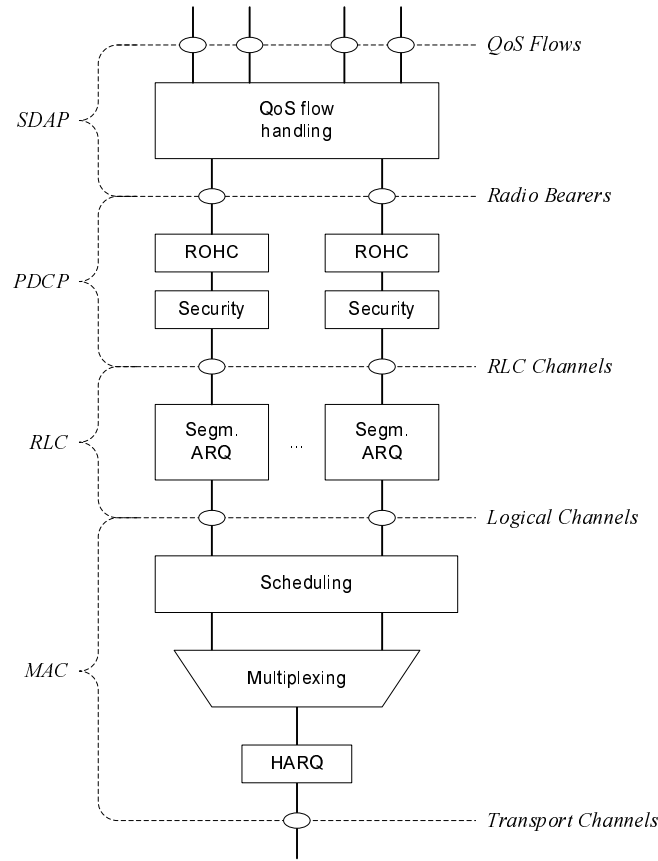 QoS Flows
SDAP
QoS flow
handling
Radio Bearers
ROHC
ROHC
PDCP
Security
Security
RLC Channels
RLC
Segm.
ARQ
...
Segm.
ARQ
Logical Channels
Scheduling
MAC
Multiplexing
HARQ
Transport Channels